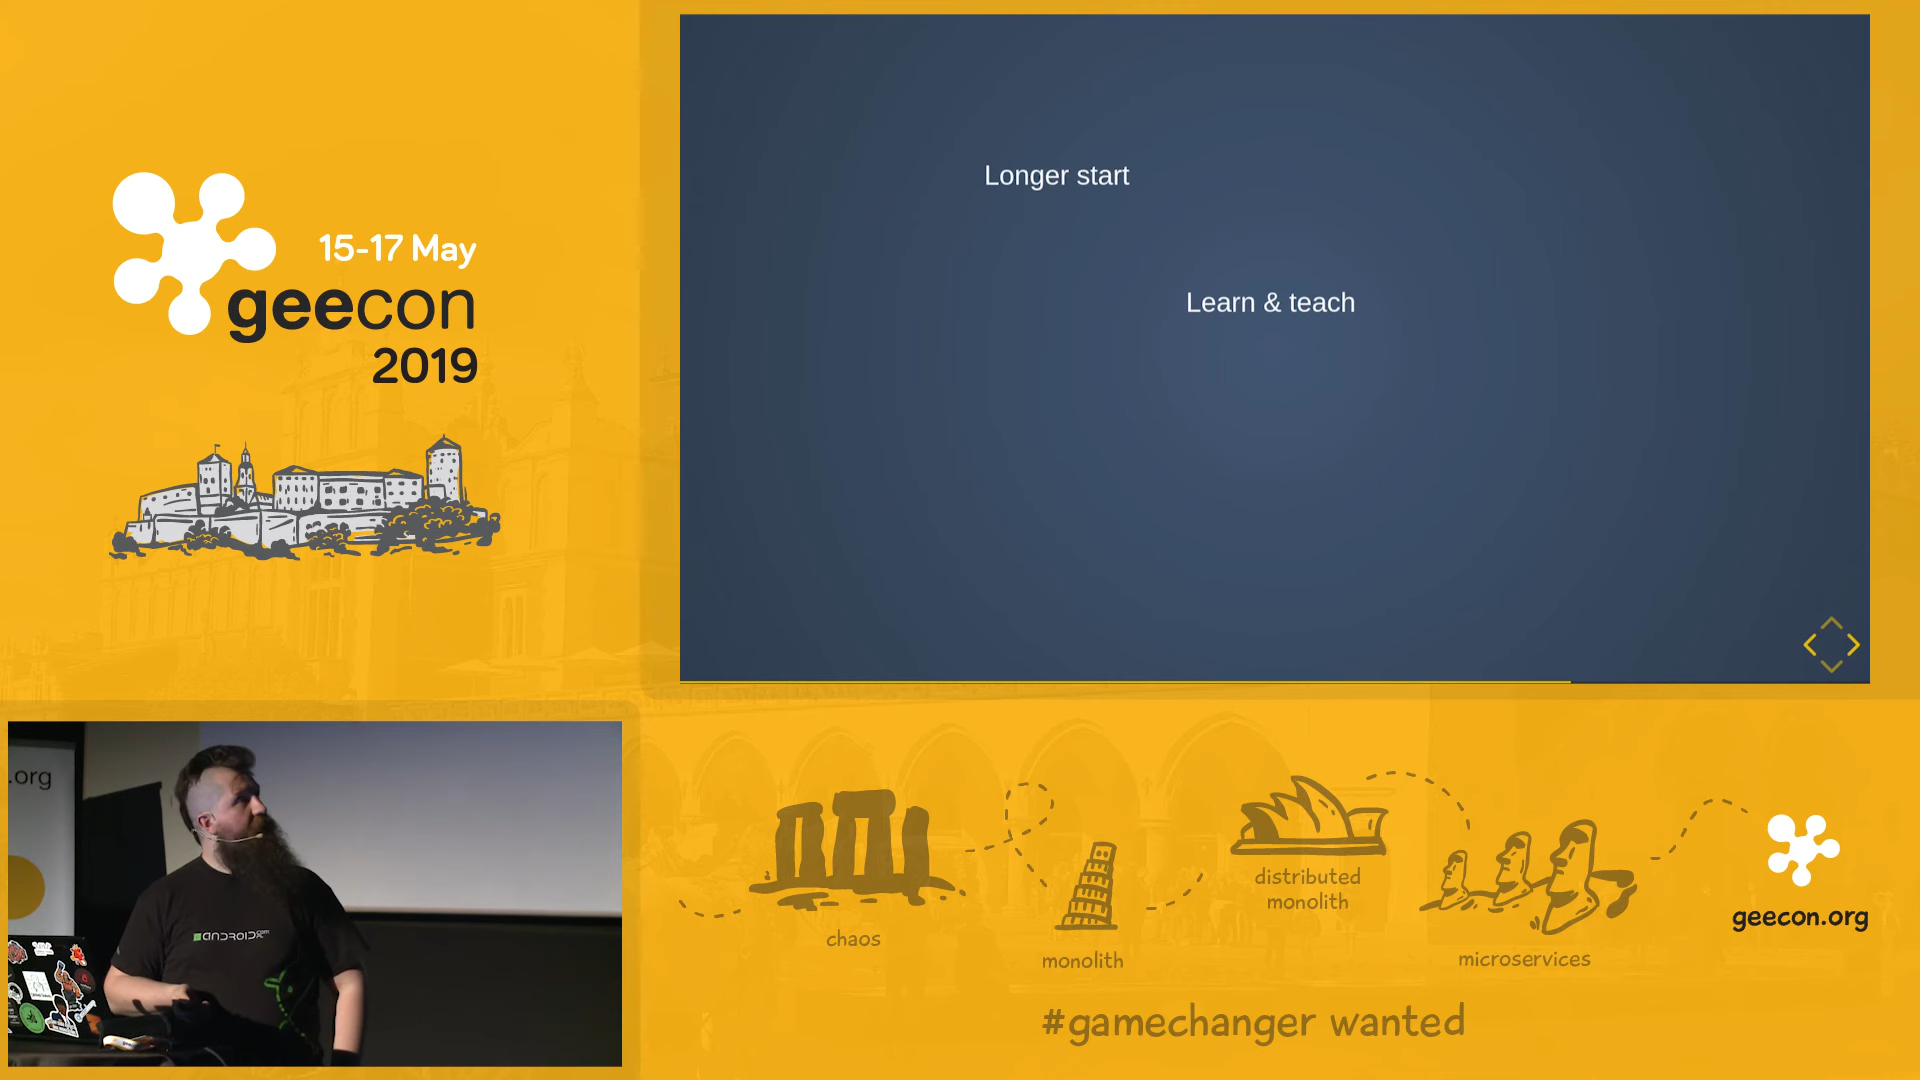 15-17 May
geecon
2019
Longer start
Learn & teach
.org
ANDROID
chaos
monolith
distributed
monolith
microservices
geecon.org
#gamechanger wanted